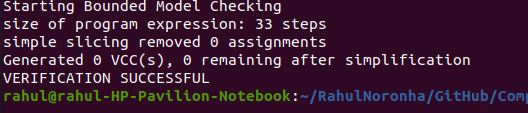 Starting Bounded Model Checking
size of program expression: 33 steps
simple slicing removed 0 assignments
Generated 0 VCC(s), 0 remaining after simplification
VERIFICATION SUCCESSFUL
rahul@rahul-HP-Pavilion-Notebook:~/RahulNoronha/GitHub/Comp